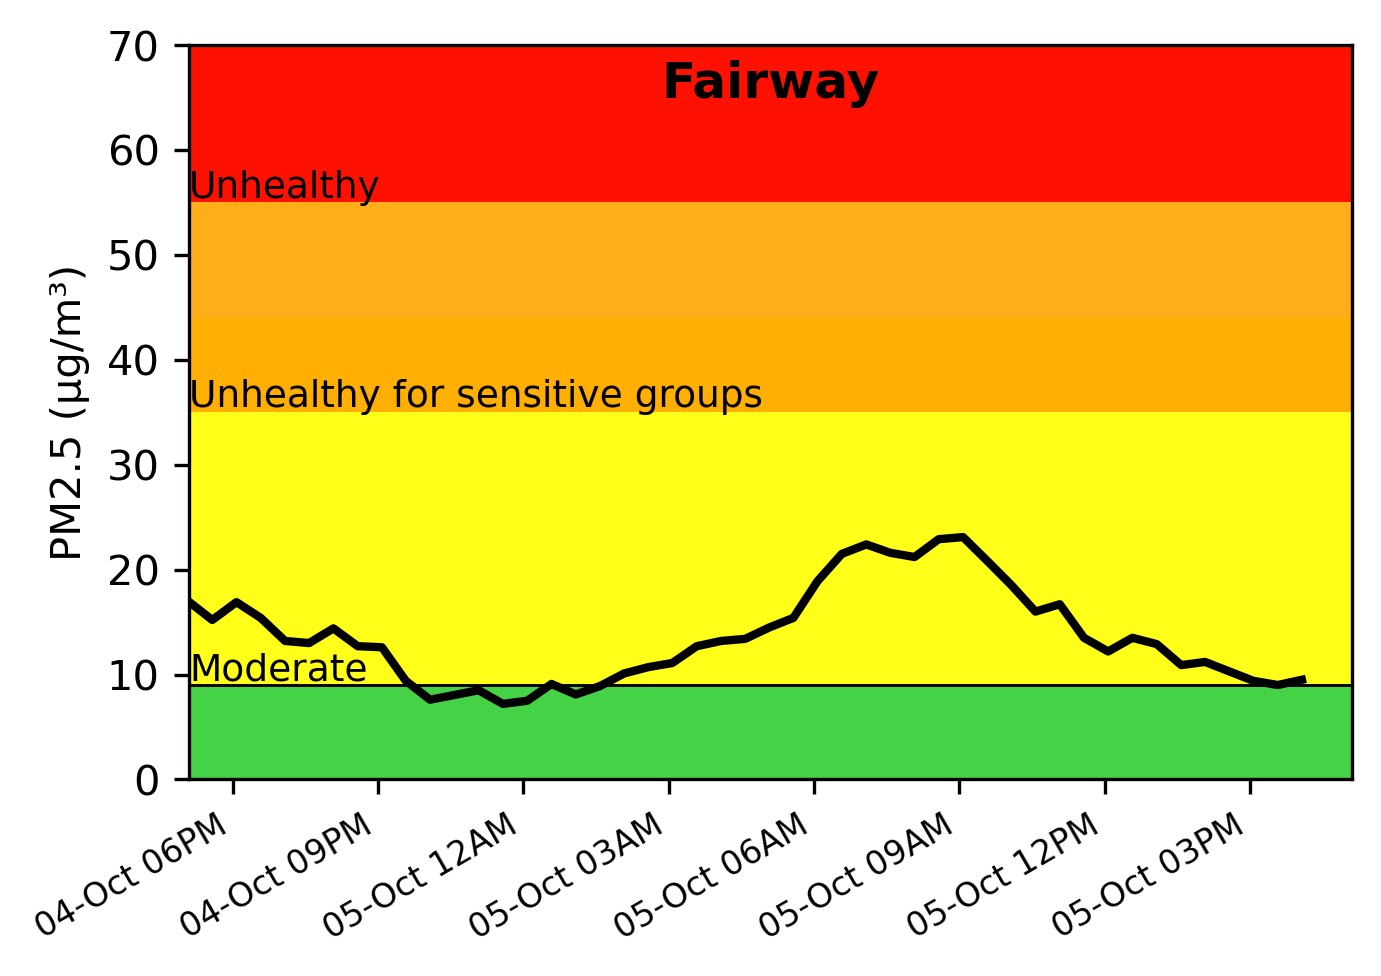 Fairway
70
60
50
40
30
20
10
0
PM2.5 (µg/m³)
Unhealthy
Unhealthy for sensitive groups
Moderate
04-Oct 06PM
04-Oct 09PM
05-Oct 12AM
05-Oct 03AM
05-Oct 06AM
05-Oct 09AM
05-Oct 12PM
05-Oct 03PM